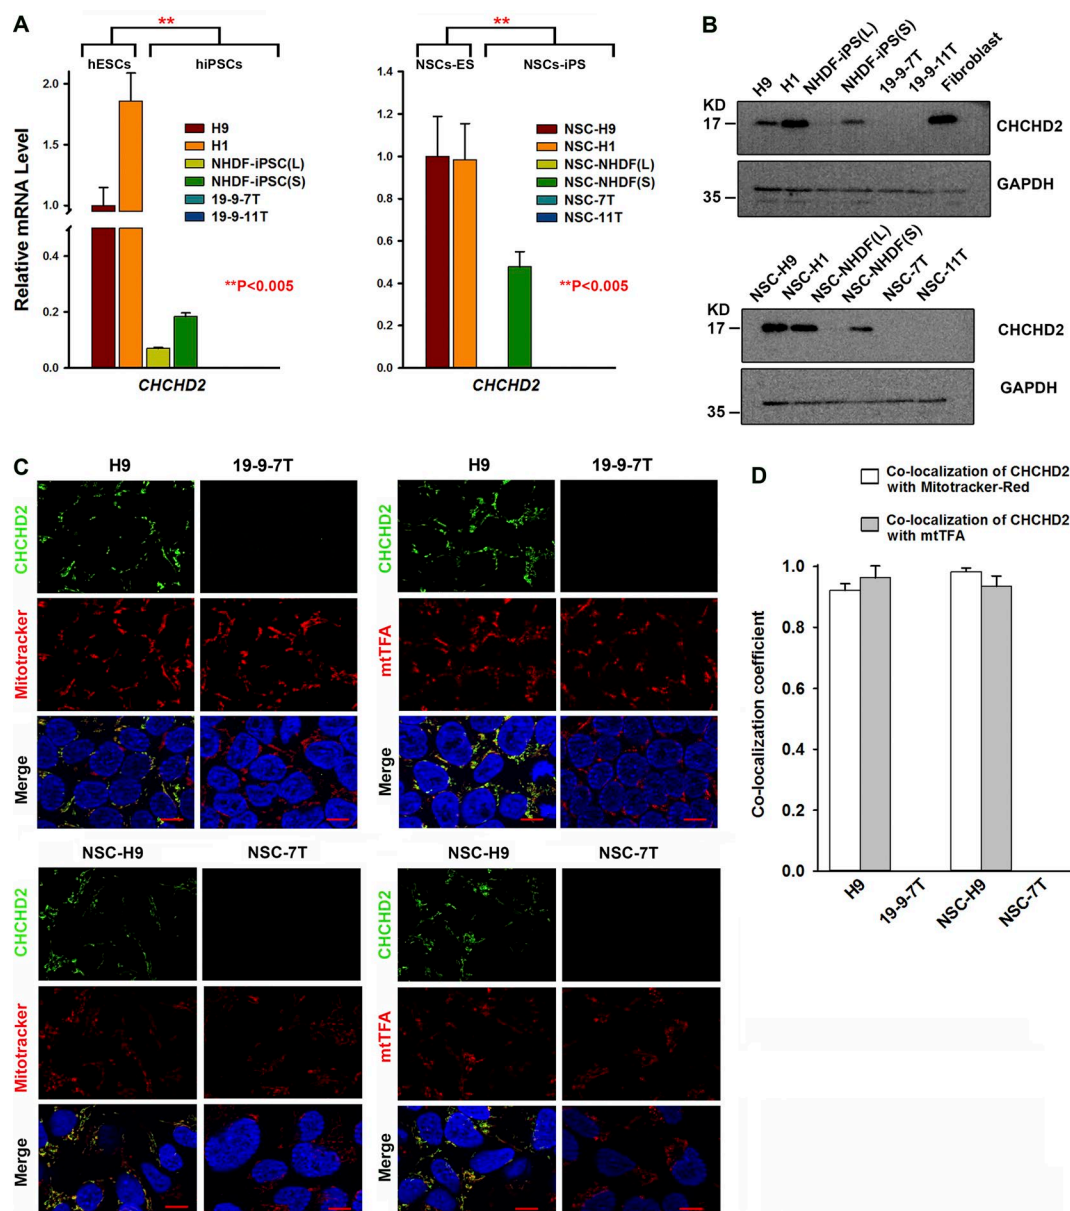 A
**
hESCs
hiPSCs
Relative mRNA Level
2.0
1.5
1.0
0.4
0.2
0.0
H9
H1
NHDF-iPSC(L)
NHDF-iPSC(S)
19-9-7T
19-9-11T
**P<0.005
CHCHD2
**
NSCs-ES
NSCs-iPS
1.4
1.2
1.0
0.8
0.6
0.4
0.2
0.0
NSC-H9
NSC-H1
NSC-NHDF(L)
NSC-NHDF(S)
NSC-7T
NSC-11T
**P<0.005
CHCHD2
B
H9
H1
NHDF-iPS(L)
NHDF-iPS(S)
19-9-7T
19-9-11T
Fibroblast
KD
17
CHCHD2
GAPDH
35
NSC-H9
NSC-H1
NSC-NHDF(L)
NSC-NHDF(S)
NSC-7T
NSC-11T
KD
17
CHCHD2
GAPDH
35
C
H9
19-9-7T
H9
19-9-7T
CHCHD2
CHCHD2
Mitotracker
mtTFA
Merge
Merge
NSC-H9
NSC-7T
NSC-H9
NSC-7T
CHCHD2
CHCHD2
Mitotracker
mtTFA
Merge
Merge
D
Co-localization of CHCHD2
with Mitotracker-Red
Co-localization of CHCHD2
with mtTFA
Co-localization coefficient
1.0
0.8
0.6
0.4
0.2
0.0
H9
19-9-7T
NSC-H9
NSC-7T